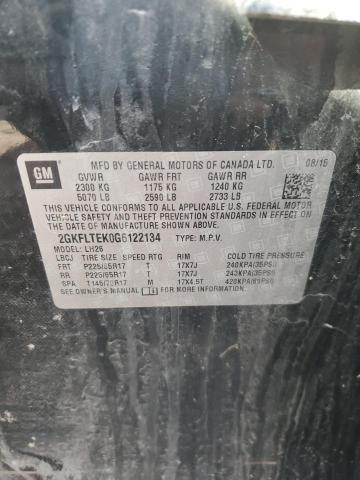 GM
MFD BY GENERAL MOTORS OF CANADA LTD. 08/15
GVWR GAWR FRT GAWR RR
2300 KG 1175 KG 1240 KG
5070 LB 2590 LB 2733 LB
THIS VEHICLE CONFORMS TO ALL APPLICABLE U.S. FEDERAL MOTOR
VEHICLE SAFETY, BUMPER, AND THEFT PREVENTION
STANDARDS IN EFFECT ON
THE DATE OF MANUFACTURE SHOWN ABOVE.
2GKFLTEK0G6122134 TYPE: M.P.V.
MODEL: LH26
LBCJ TIRE SIZE SPEED RTG RIM COLD TIRE PRESSURE
FRT P225/65R17 T 17X7J 240KPA(35PSI)
RR P225/65R17 T 17X7J 240KPA(35PSI)
SPA T145/70R17 M 17X4.5T 420KPA(60PSI)
SEE OWNER'S MANUAL FOR ADDITIONAL INFORMATION.